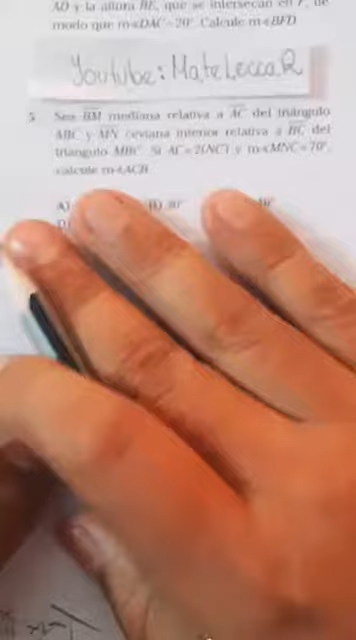 AD y la altura BE, que se intersecan en F, de
modo que m∢DAC=20°. Calcule m∢BFD
Youtube: MateLeccaR
5. Sea BM mediana relativa a AC del triángulo
ABC y MN ceviana interior relativa a BC del
triángulo MBC. Si AC=2(NC) y m∢MNC=70°,
calcule m∢ACB
A) B) 30°
D)